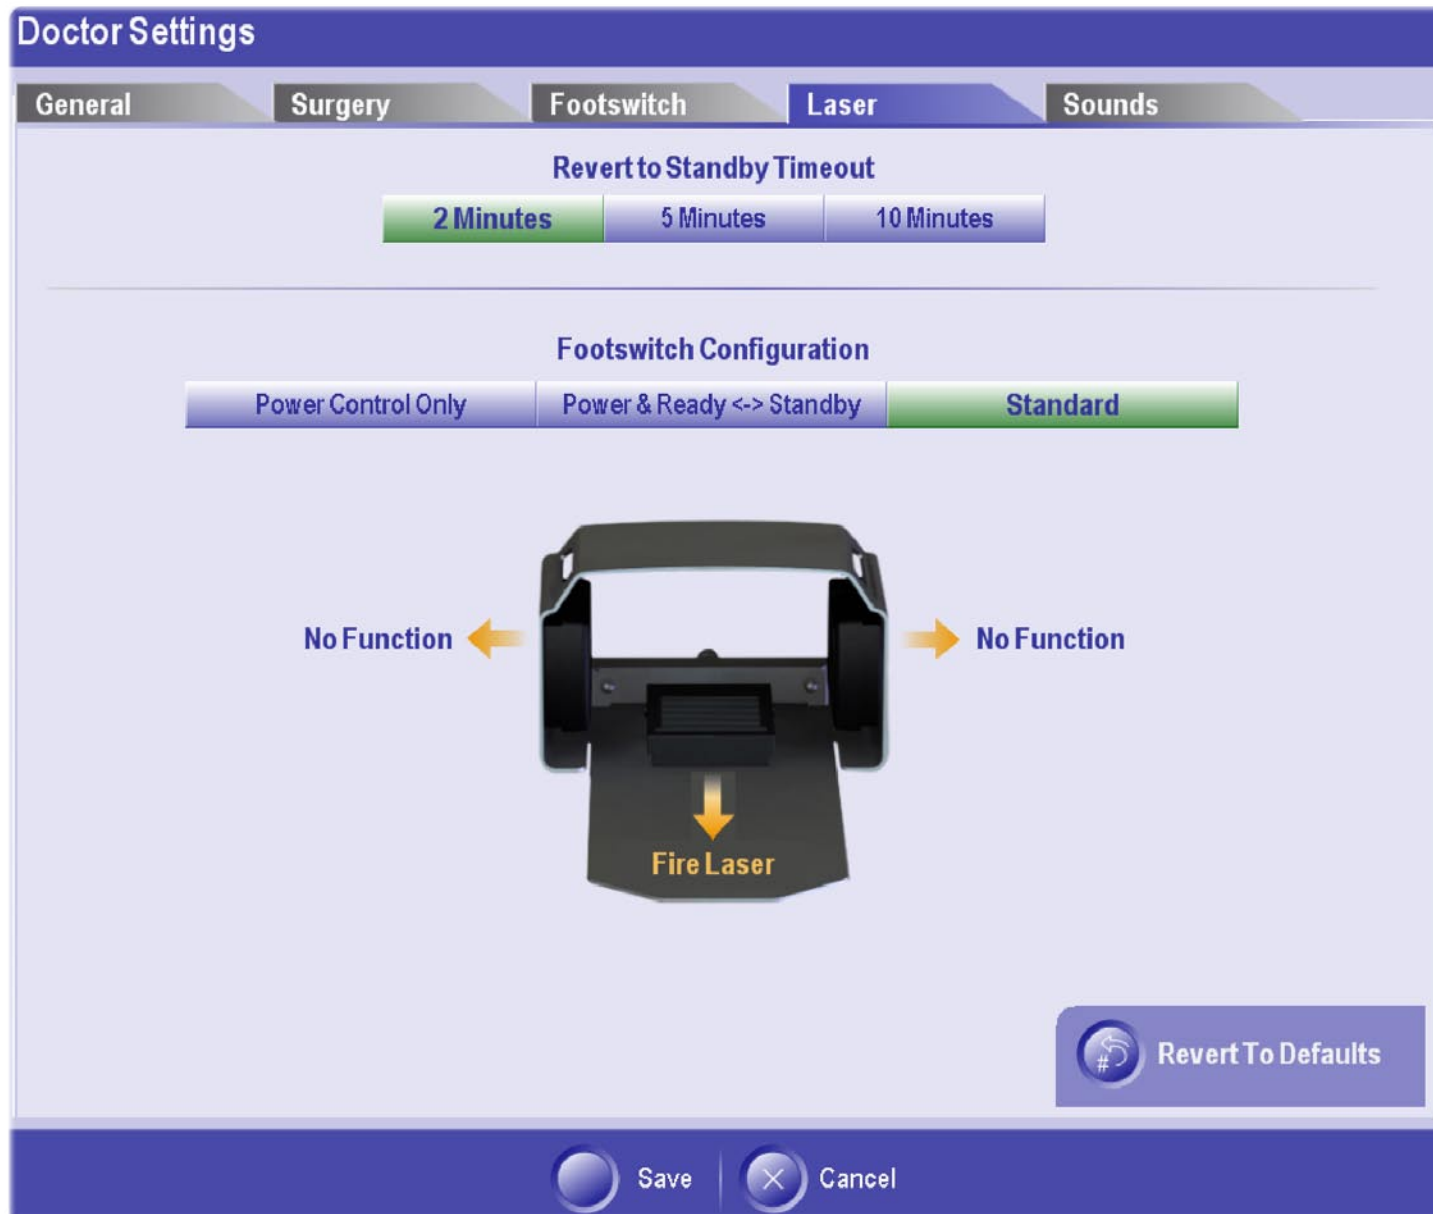 Doctor Settings
General Surgery Footswitch Laser Sounds
Revert to Standby Timeout
2 Minutes 5 Minutes 10 Minutes
Footswitch Configuration
Power Control Only Power & Ready <-> Standby Standard
No Function No Function
Fire Laser
# Revert To Defaults
Save Cancel